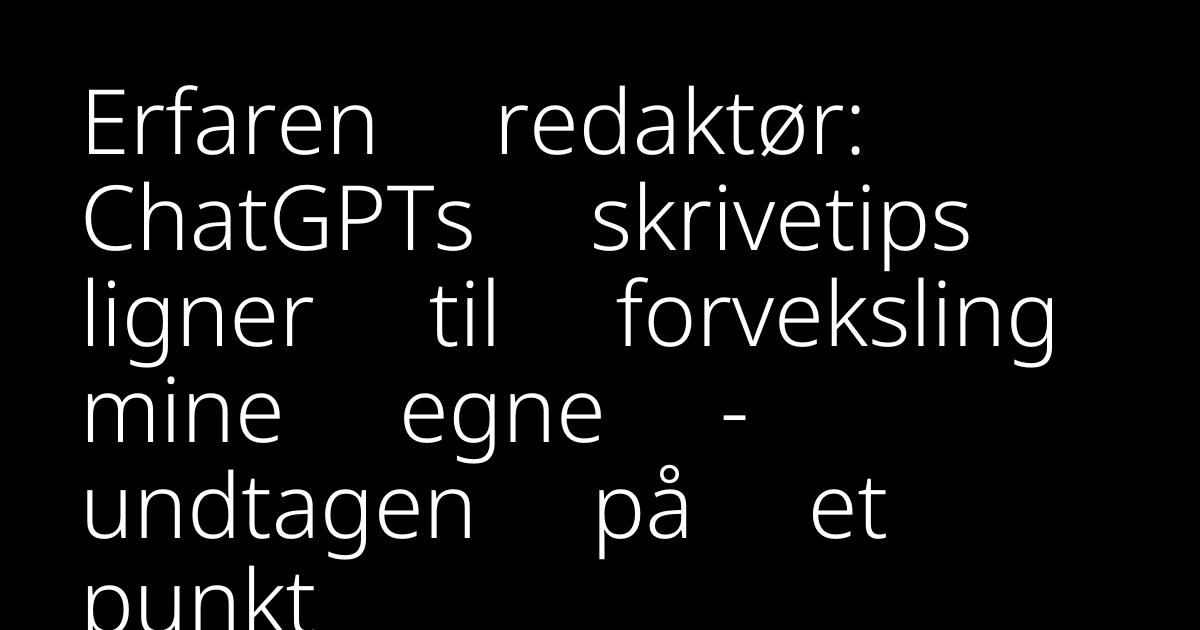 Erfaren redaktør:
ChatGPTs skrivetips
ligner til forveksling
mine egne -
undtagen på et
punkt